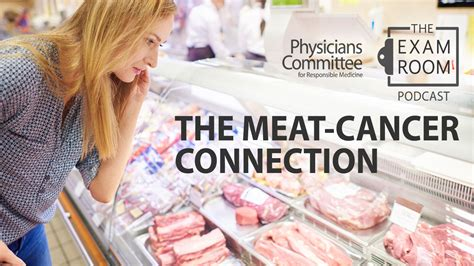 Physicians
Committee
for Responsible Medicine
THE
EXAM
ROOM
PODCAST
THE MEAT-CANCER
CONNECTION